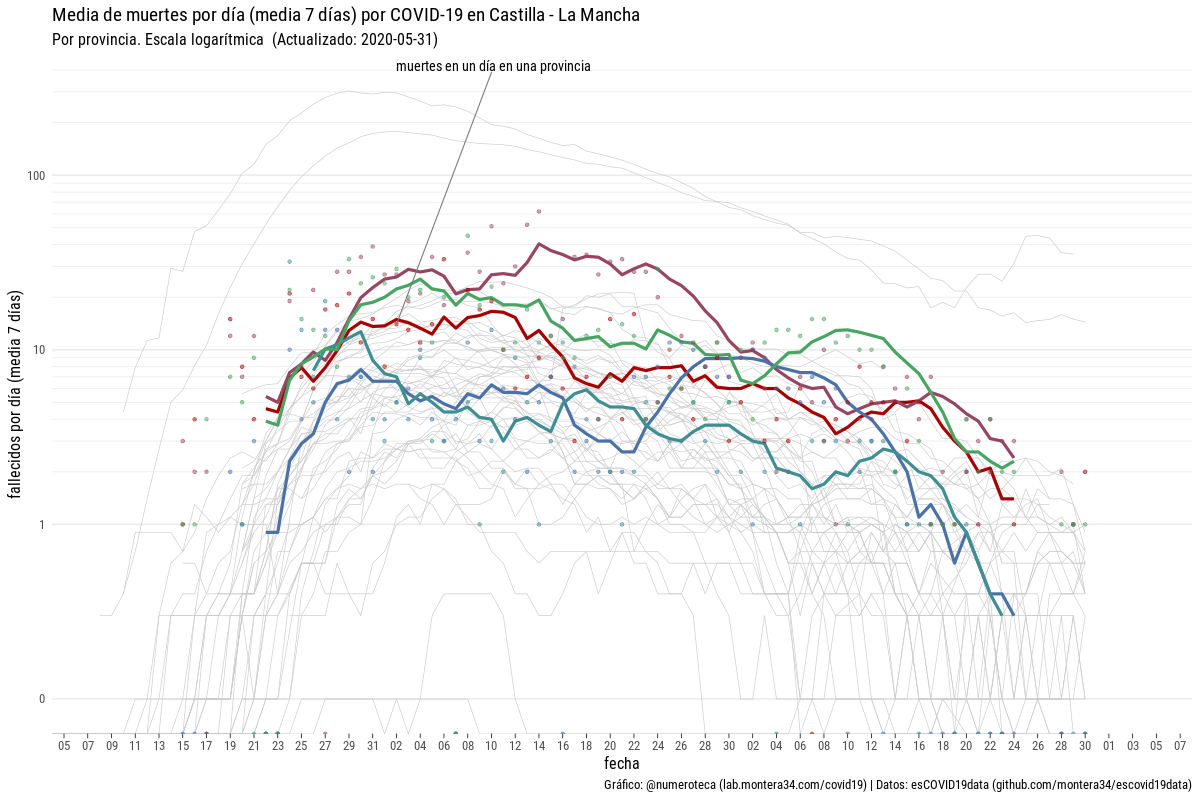 Media de muertes por día (media 7 días) por COVID-19 en Castilla - La Mancha
Por provincia. Escala logarítmica (Actualizado: 2020-05-31)
muertes en un día en una provincia
fallecidos por día (media 7 días)
100
10
1
0
05 07 09 11 13 15 17 19 21 23 25 27 29 31 02 04 06 08 10 12 14 16 18 20 22 24 26 28 30 02 04 06 08 10 12 14 16 18 20 22 24 26 28 30 01 03 05 07
fecha
Gráfico: @numeroteca (lab.montera34.com/covid19) | Datos: esCOVID19data (github.com/montera34/escovid19data)